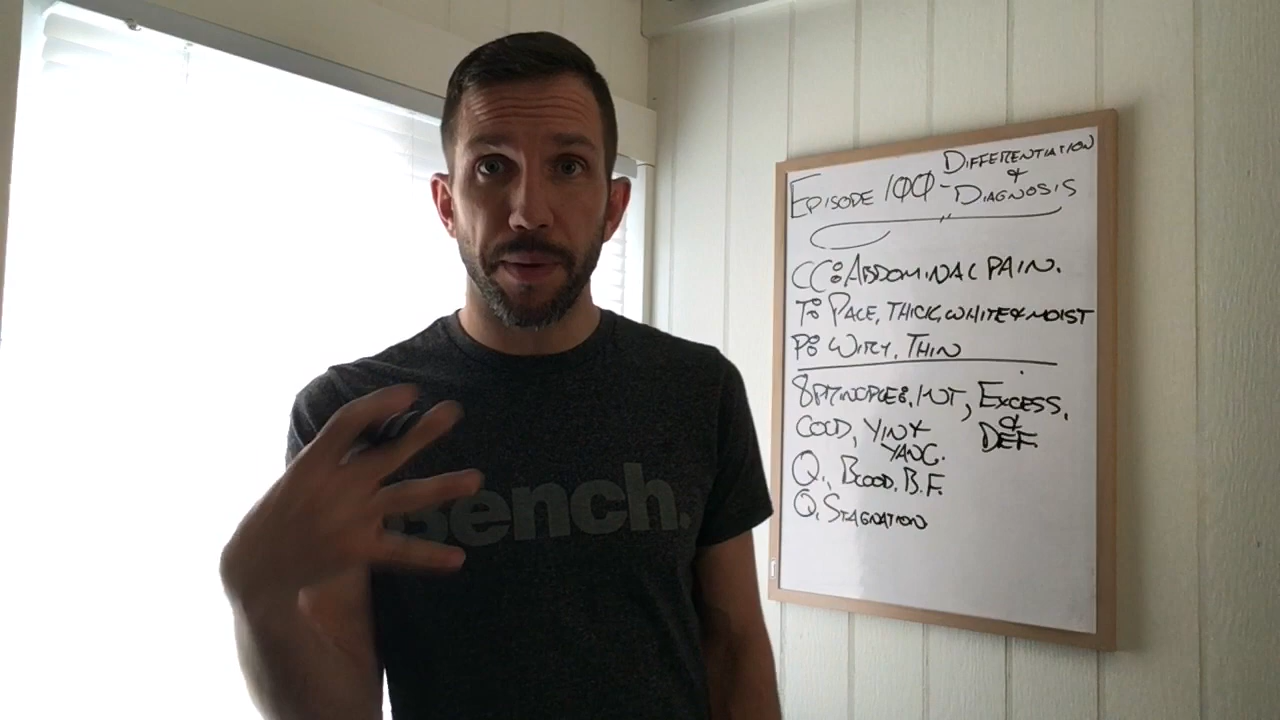 DIFFERENTIATION
&
EPISODE 100 - DIAGNOSIS
CC: ABDOMINAL PAIN.
T: PALE, THICK, WHITE & MOIST
P: WIRY, THIN
8 PRINCIPLES, HOT, EXCESS,
&
COLD, YIN & DEF.
YANG.
Q., BLOOD. B.F.
Q. STAGNATION
Bench.